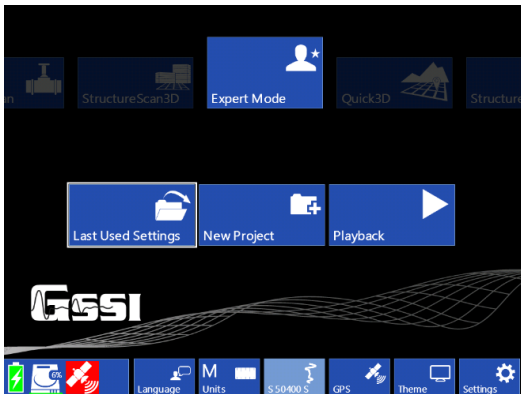 an
StructureScan3D
Expert Mode
Quick3D
Structure
Last Used Settings
New Project
Playback
GSSI
6%
Language
M
Units
S 50400 S
GPS
Theme
Settings